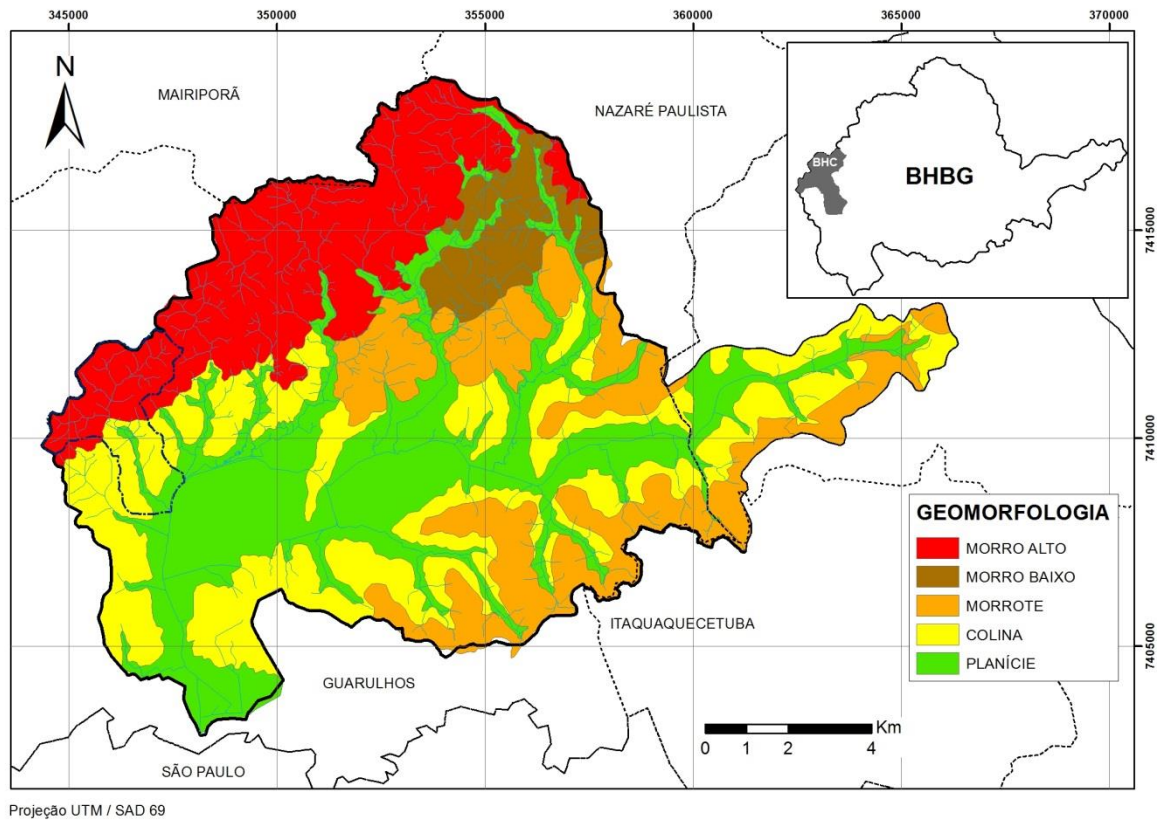 345000
350000
355000
360000
365000
370000
N
MAIRIPORÃ
NAZARÉ PAULISTA
BHC
BHBG
7415000
7410000
7405000
GEOMORFOLOGIA
MORRO ALTO
MORRO BAIXO
MORROTE
COLINA
PLANÍCIE
ITAQUAQUECETUBA
GUARULHOS
SÃO PAULO
Km
0 1 2 4
Projeção UTM / SAD 69